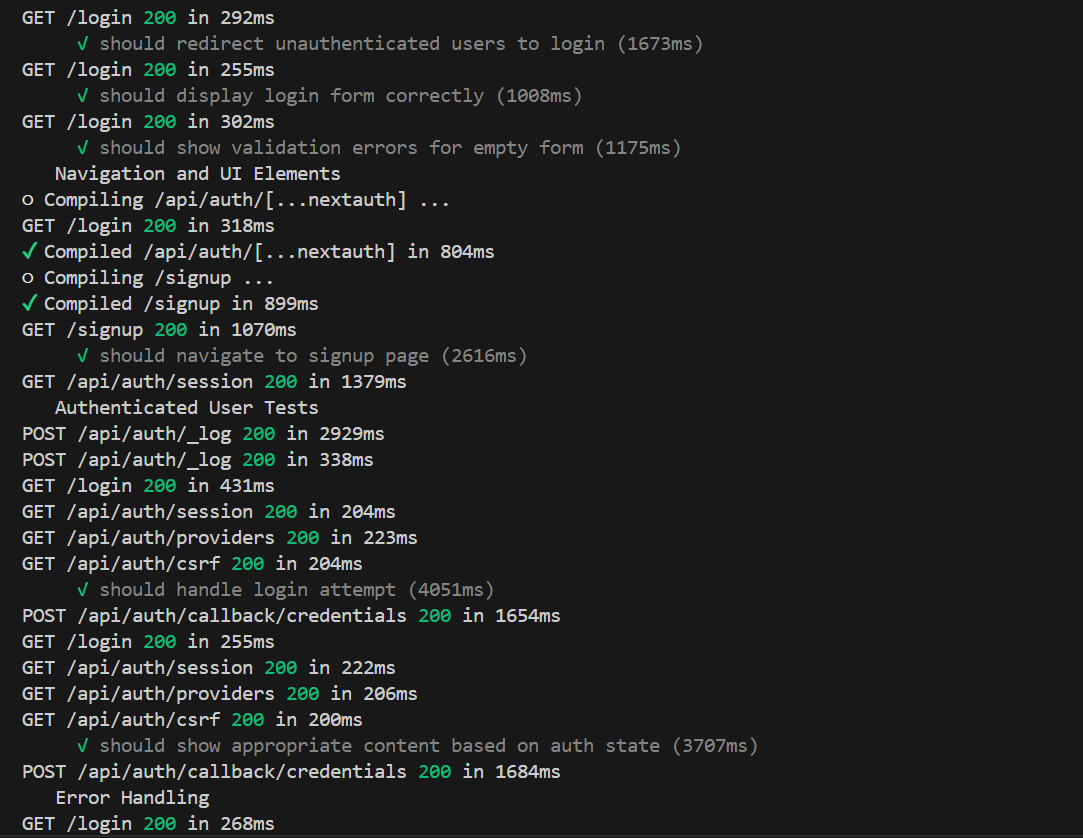 GET /login 200 in 292ms
√ should redirect unauthenticated users to login (1673ms)
GET /login 200 in 255ms
√ should display login form correctly (1008ms)
GET /login 200 in 302ms
√ should show validation errors for empty form (1175ms)
Navigation and UI Elements
○ Compiling /api/auth/[...nextauth] ...
GET /login 200 in 318ms
✓ Compiled /api/auth/[...nextauth] in 804ms
○ Compiling /signup ...
✓ Compiled /signup in 899ms
GET /signup 200 in 1070ms
√ should navigate to signup page (2616ms)
GET /api/auth/session 200 in 1379ms
Authenticated User Tests
POST /api/auth/_log 200 in 2929ms
POST /api/auth/_log 200 in 338ms
GET /login 200 in 431ms
GET /api/auth/session 200 in 204ms
GET /api/auth/providers 200 in 223ms
GET /api/auth/csrf 200 in 204ms
√ should handle login attempt (4051ms)
POST /api/auth/callback/credentials 200 in 1654ms
GET /login 200 in 255ms
GET /api/auth/session 200 in 222ms
GET /api/auth/providers 200 in 206ms
GET /api/auth/csrf 200 in 200ms
√ should show appropriate content based on auth state (3707ms)
POST /api/auth/callback/credentials 200 in 1684ms
Error Handling
GET /login 200 in 268ms